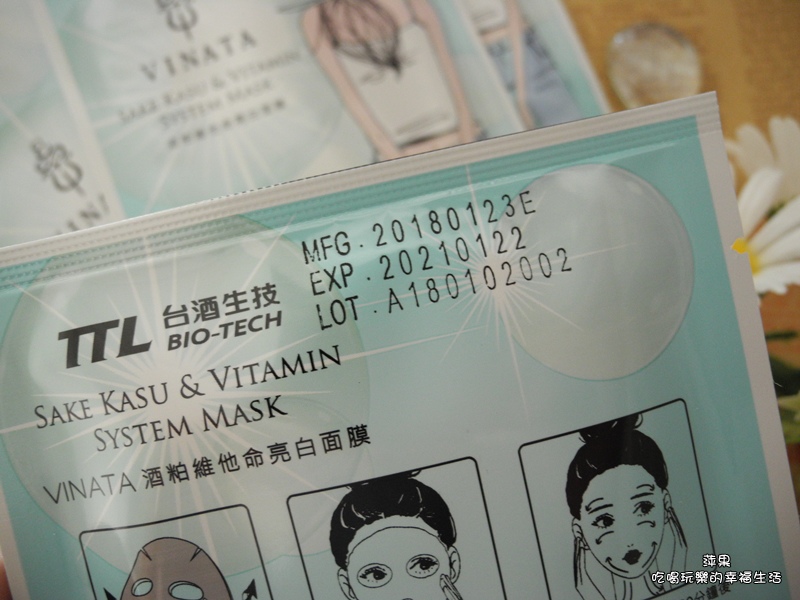 VINATA
SAKE KASU & VITAMIN
SYSTEM MASK
MFG . 20180123E
EXP . 20210122
LOT . A180102002
TTL 台酒生技
BIO-TECH
SAKE KASU & VITAMIN
SYSTEM MASK
VINATA 酒粕維他命亮白面膜
萍果
吃喝玩樂的幸福生活